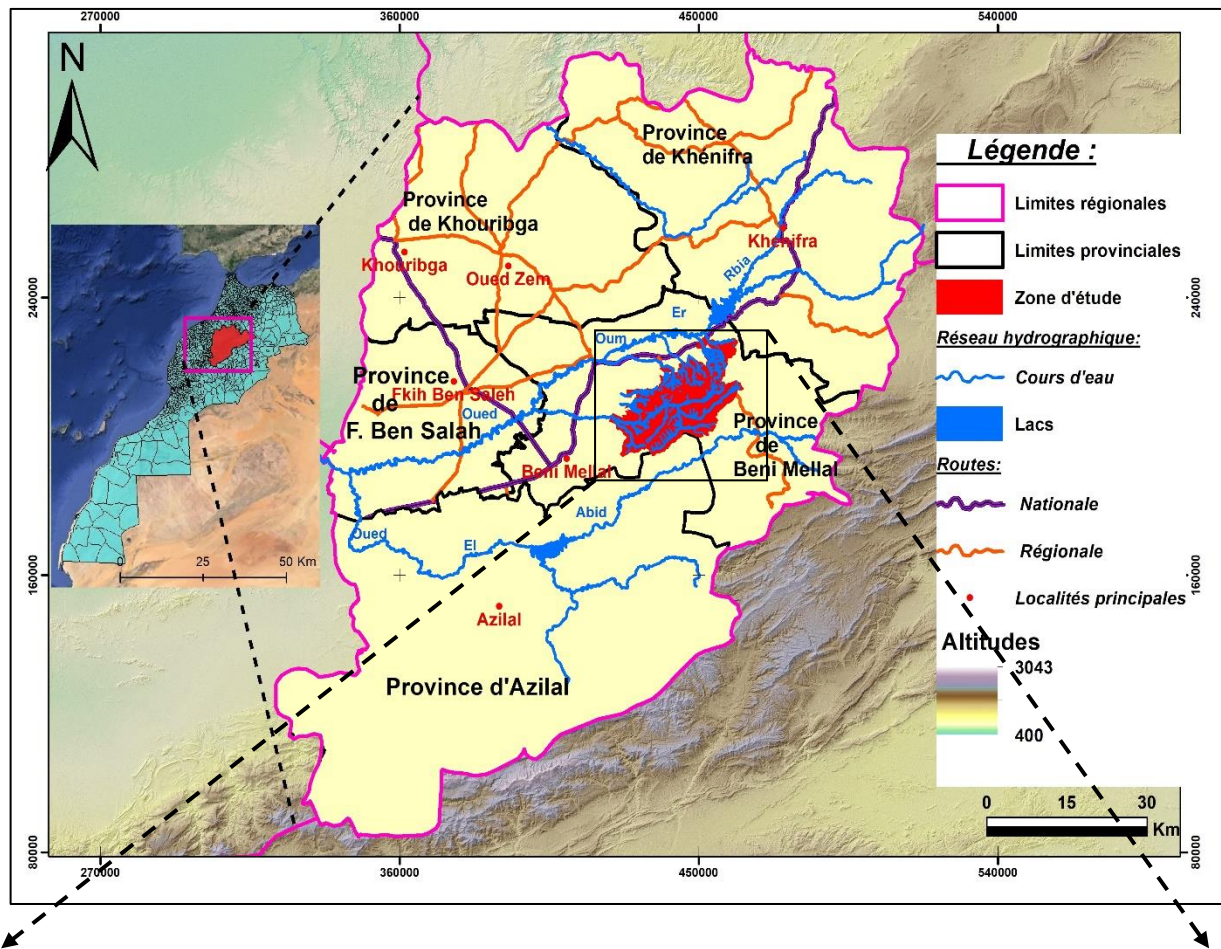 270000
360000
450000
540000
N
Légende :
Limites régionales
Limites provinciales
Zone d'étude
Réseau hydrographique:
Cours d'eau
Lacs
Routes:
Nationale
Régionale
Localités principales
Altitudes
3043
400
0 15 30
Km
Province
de Khénifra
Province
de Khouribga
Khouribga
Oued Zem
Khenifra
Rbia
Er
Oum
Province
de
F. Ben Salah
Fkih Ben Saleh
Oued
Province
de
Beni Mellal
Beni Mellal
Abid
El
Oued
Azilal
Province d'Azilal
0 25 50 Km
240000
160000
80000
240000
160000
80000
270000
360000
450000
540000